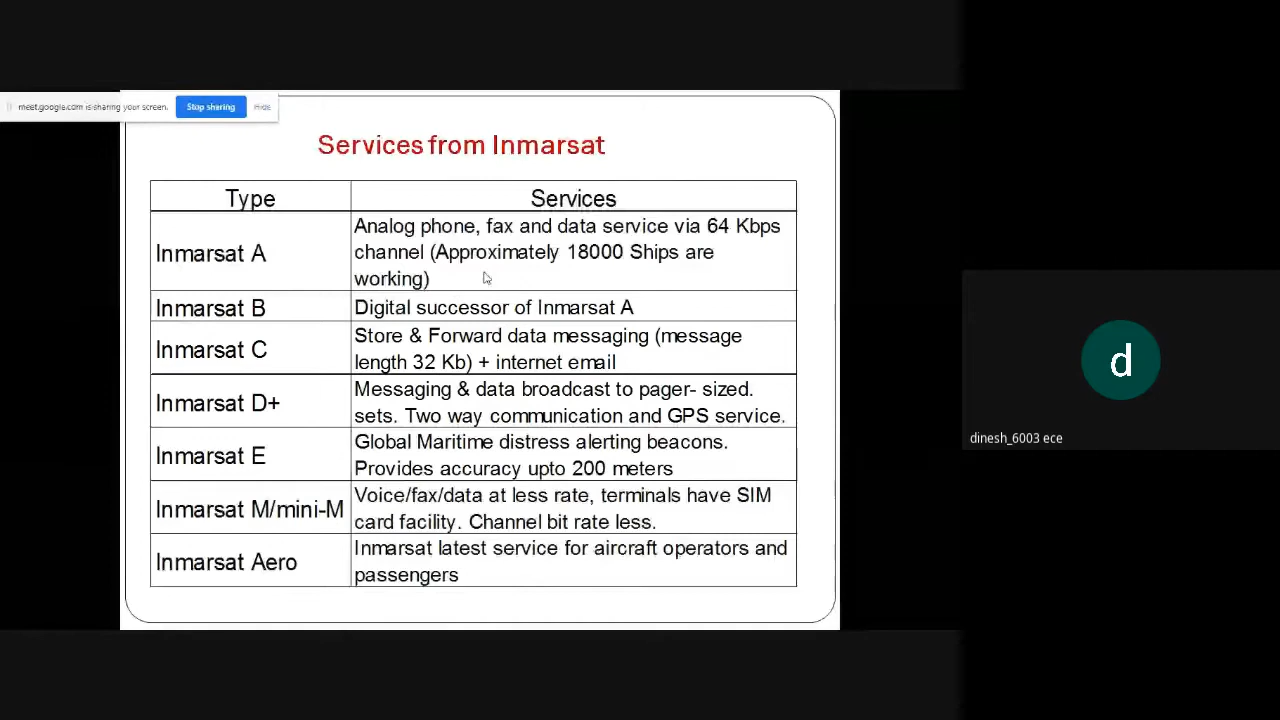 meet.google.com is sharing your screen.
Stop sharing
Hide
Services from Inmarsat
Type
Services
Inmarsat A
Analog phone, fax and data service via 64 Kbps
channel (Approximately 18000 Ships are
working)
Inmarsat B
Digital successor of Inmarsat A
Inmarsat C
Store & Forward data messaging (message
length 32 Kb) + internet email
Inmarsat D+
Messaging & data broadcast to pager- sized.
sets. Two way communication and GPS service.
Inmarsat E
Global Maritime distress alerting beacons.
Provides accuracy upto 200 meters
Inmarsat M/mini-M
Voice/fax/data at less rate, terminals have SIM
card facility. Channel bit rate less.
Inmarsat Aero
Inmarsat latest service for aircraft operators and
passengers
d
dinesh_6003 ece